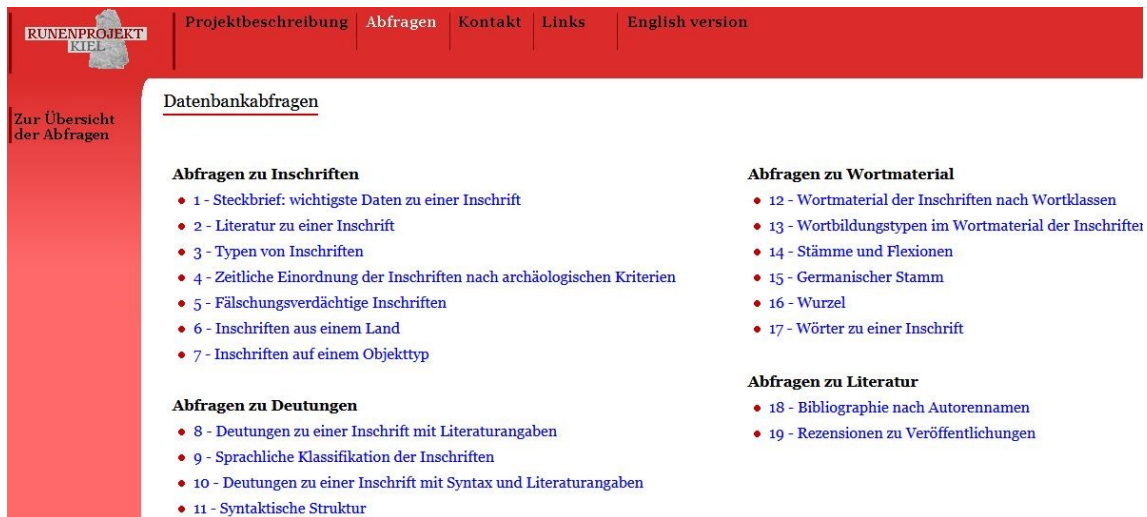 RUNENPROJEKT
KIEL
Projektbeschreibung
Abfragen
Kontakt
Links
English version
Zur Übersicht
der Abfragen
Datenbankabfragen
Abfragen zu Inschriften
1 - Steckbrief: wichtigste Daten zu einer Inschrift
2 - Literatur zu einer Inschrift
3 - Typen von Inschriften
4 - Zeitliche Einordnung der Inschriften nach archäologischen Kriterien
5 - Fälschungsverdächtige Inschriften
6 - Inschriften aus einem Land
7 - Inschriften auf einem Objekttyp
Abfragen zu Deutungen
8 - Deutungen zu einer Inschrift mit Literaturangaben
9 - Sprachliche Klassifikation der Inschriften
10 - Deutungen zu einer Inschrift mit Syntax und Literaturangaben
11 - Syntaktische Struktur
Abfragen zu Wortmaterial
12 - Wortmaterial der Inschriften nach Wortklassen
13 - Wortbildungstypen im Wortmaterial der Inschriften
14 - Stämme und Flexionen
15 - Germanischer Stamm
16 - Wurzel
17 - Wörter zu einer Inschrift
Abfragen zu Literatur
18 - Bibliographie nach Autorennamen
19 - Rezensionen zu Veröffentlichungen